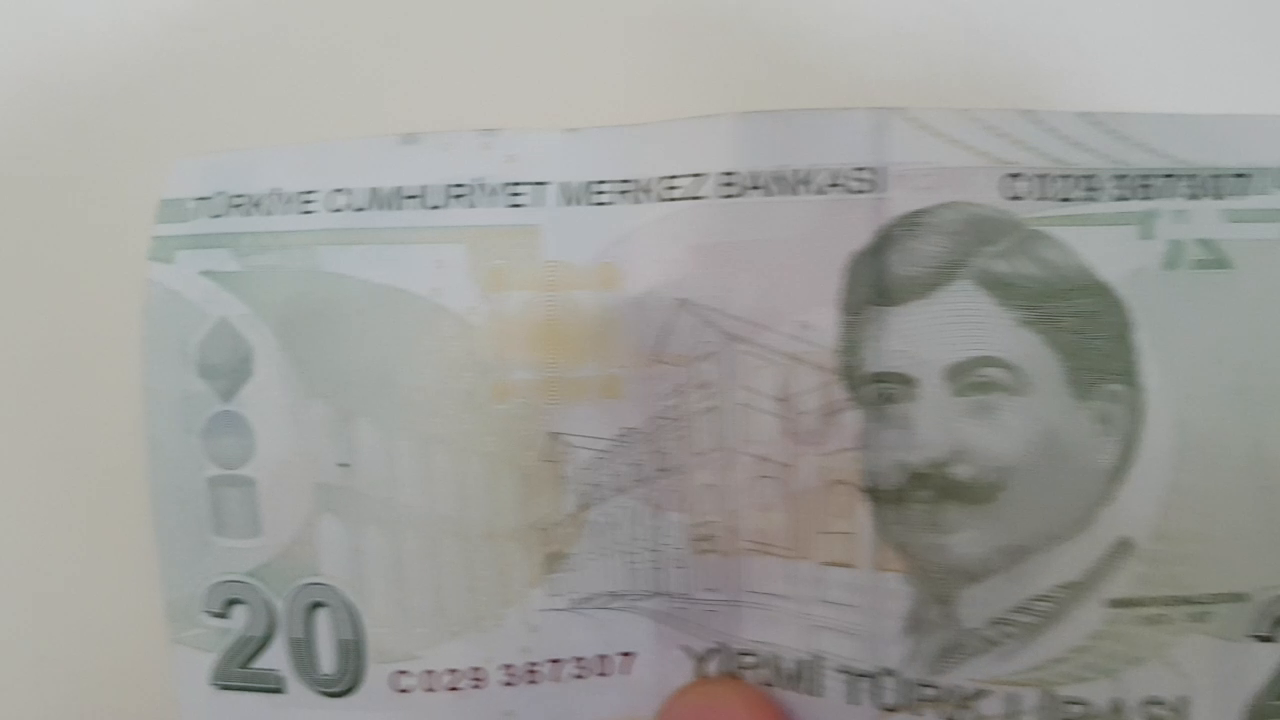 TÜRKİYE CUMHURİYET MERKEZ BANKASI
C029 367307
20
C029 367307
YİRMİ TÜRK LİRASI